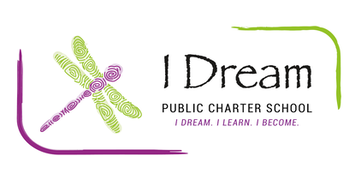 I Dream
PUBLIC CHARTER SCHOOL
I DREAM. I LEARN. I BECOME.